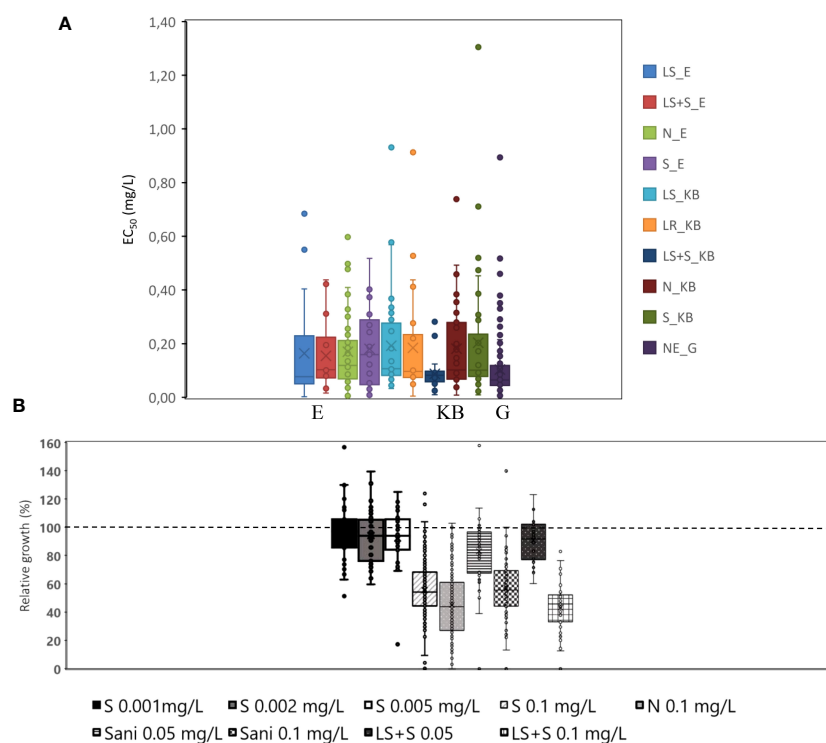 A
1,40
1,20
1,00
0,80
0,60
0,40
0,20
0,00
EC50 (mg/L)
E KB G
LS_E
LS+S_E
N_E
S_E
LS_KB
LR_KB
LS+S_KB
N_KB
S_KB
NE_G
B
160
140
120
100
80
60
40
20
0
Relative growth (%)
S 0.001mg/L S 0.002 mg/L S 0.005 mg/L S 0.1 mg/L N 0.1 mg/L
Sani 0.05 mg/L Sani 0.1 mg/L LS+S 0.05 LS+S 0.1 mg/L